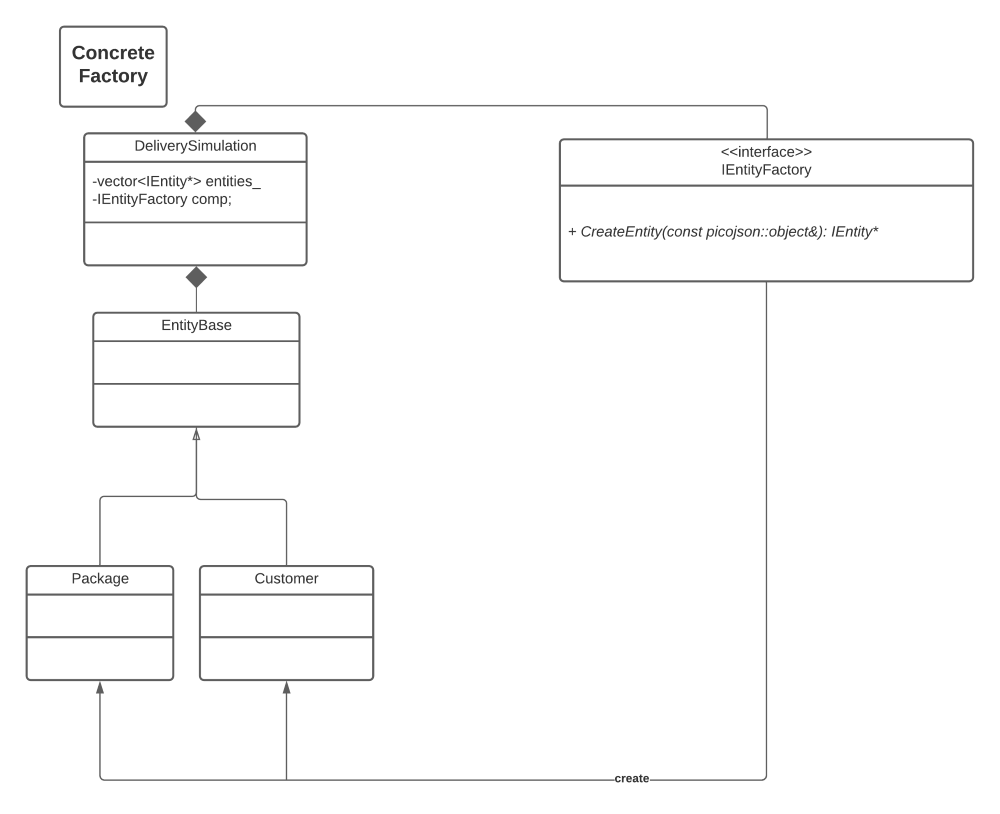 Concrete
Factory
DeliverySimulation
-vector<IEntity*> entities_
-IEntityFactory comp;
<<interface>>
IEntityFactory
+ CreateEntity(const picojson::object&): IEntity*
EntityBase
Package
Customer
create